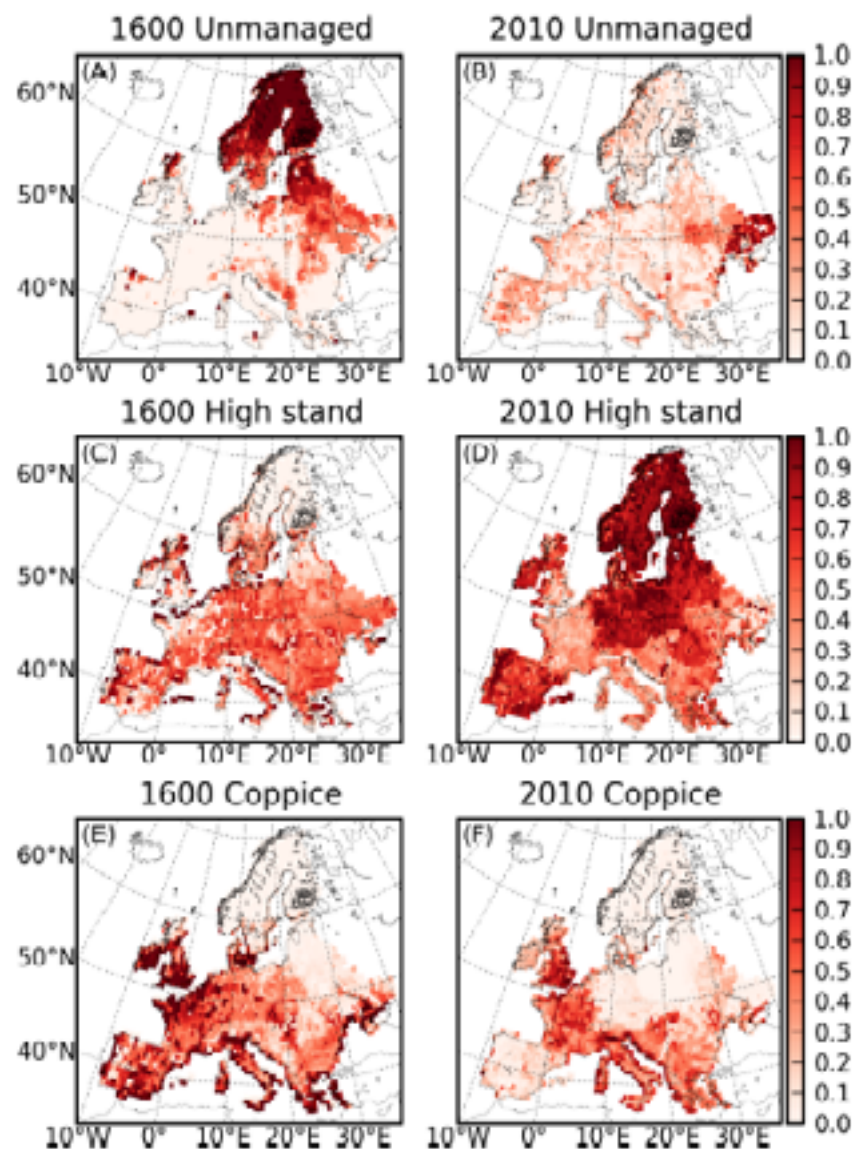 1600 Unmanaged 2010 Unmanaged
(A) (B) 1.0
60°N 0.9
0.8
0.7
50°N 0.6
0.5
0.4
40°N 0.3
0.2
0.1
0.0
10°W 0° 10°E 20°E 30°E 10°W 0° 10°E 20°E 30°E
1600 High stand 2010 High stand
(C) (D) 1.0
60°N 0.9
0.8
0.7
50°N 0.6
0.5
0.4
40°N 0.3
0.2
0.1
0.0
10°W 0° 10°E 20°E 30°E 10°W 0° 10°E 20°E 30°E
1600 Coppice 2010 Coppice
(E) (F) 1.0
60°N 0.9
0.8
0.7
50°N 0.6
0.5
0.4
40°N 0.3
0.2
0.1
0.0
10°W 0° 10°E 20°E 30°E 10°W 0° 10°E 20°E 30°E